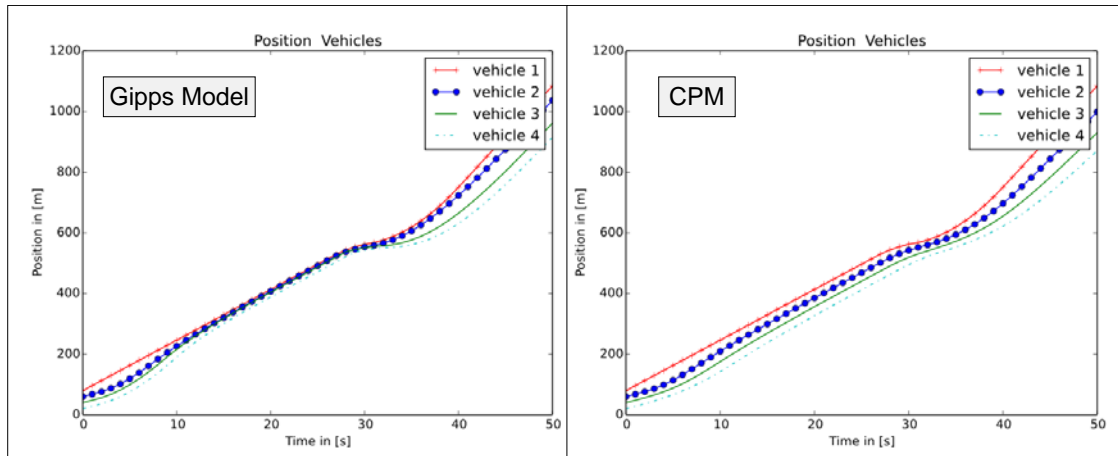 Position Vehicles
1200
1000
800
600
400
200
0
Position in [m]
0 10 20 30 40 50
Time in [s]
Gipps Model
vehicle 1
vehicle 2
vehicle 3
vehicle 4
Position Vehicles
1200
1000
800
600
400
200
0
Position in [m]
0 10 20 30 40 50
Time in [s]
CPM
vehicle 1
vehicle 2
vehicle 3
vehicle 4